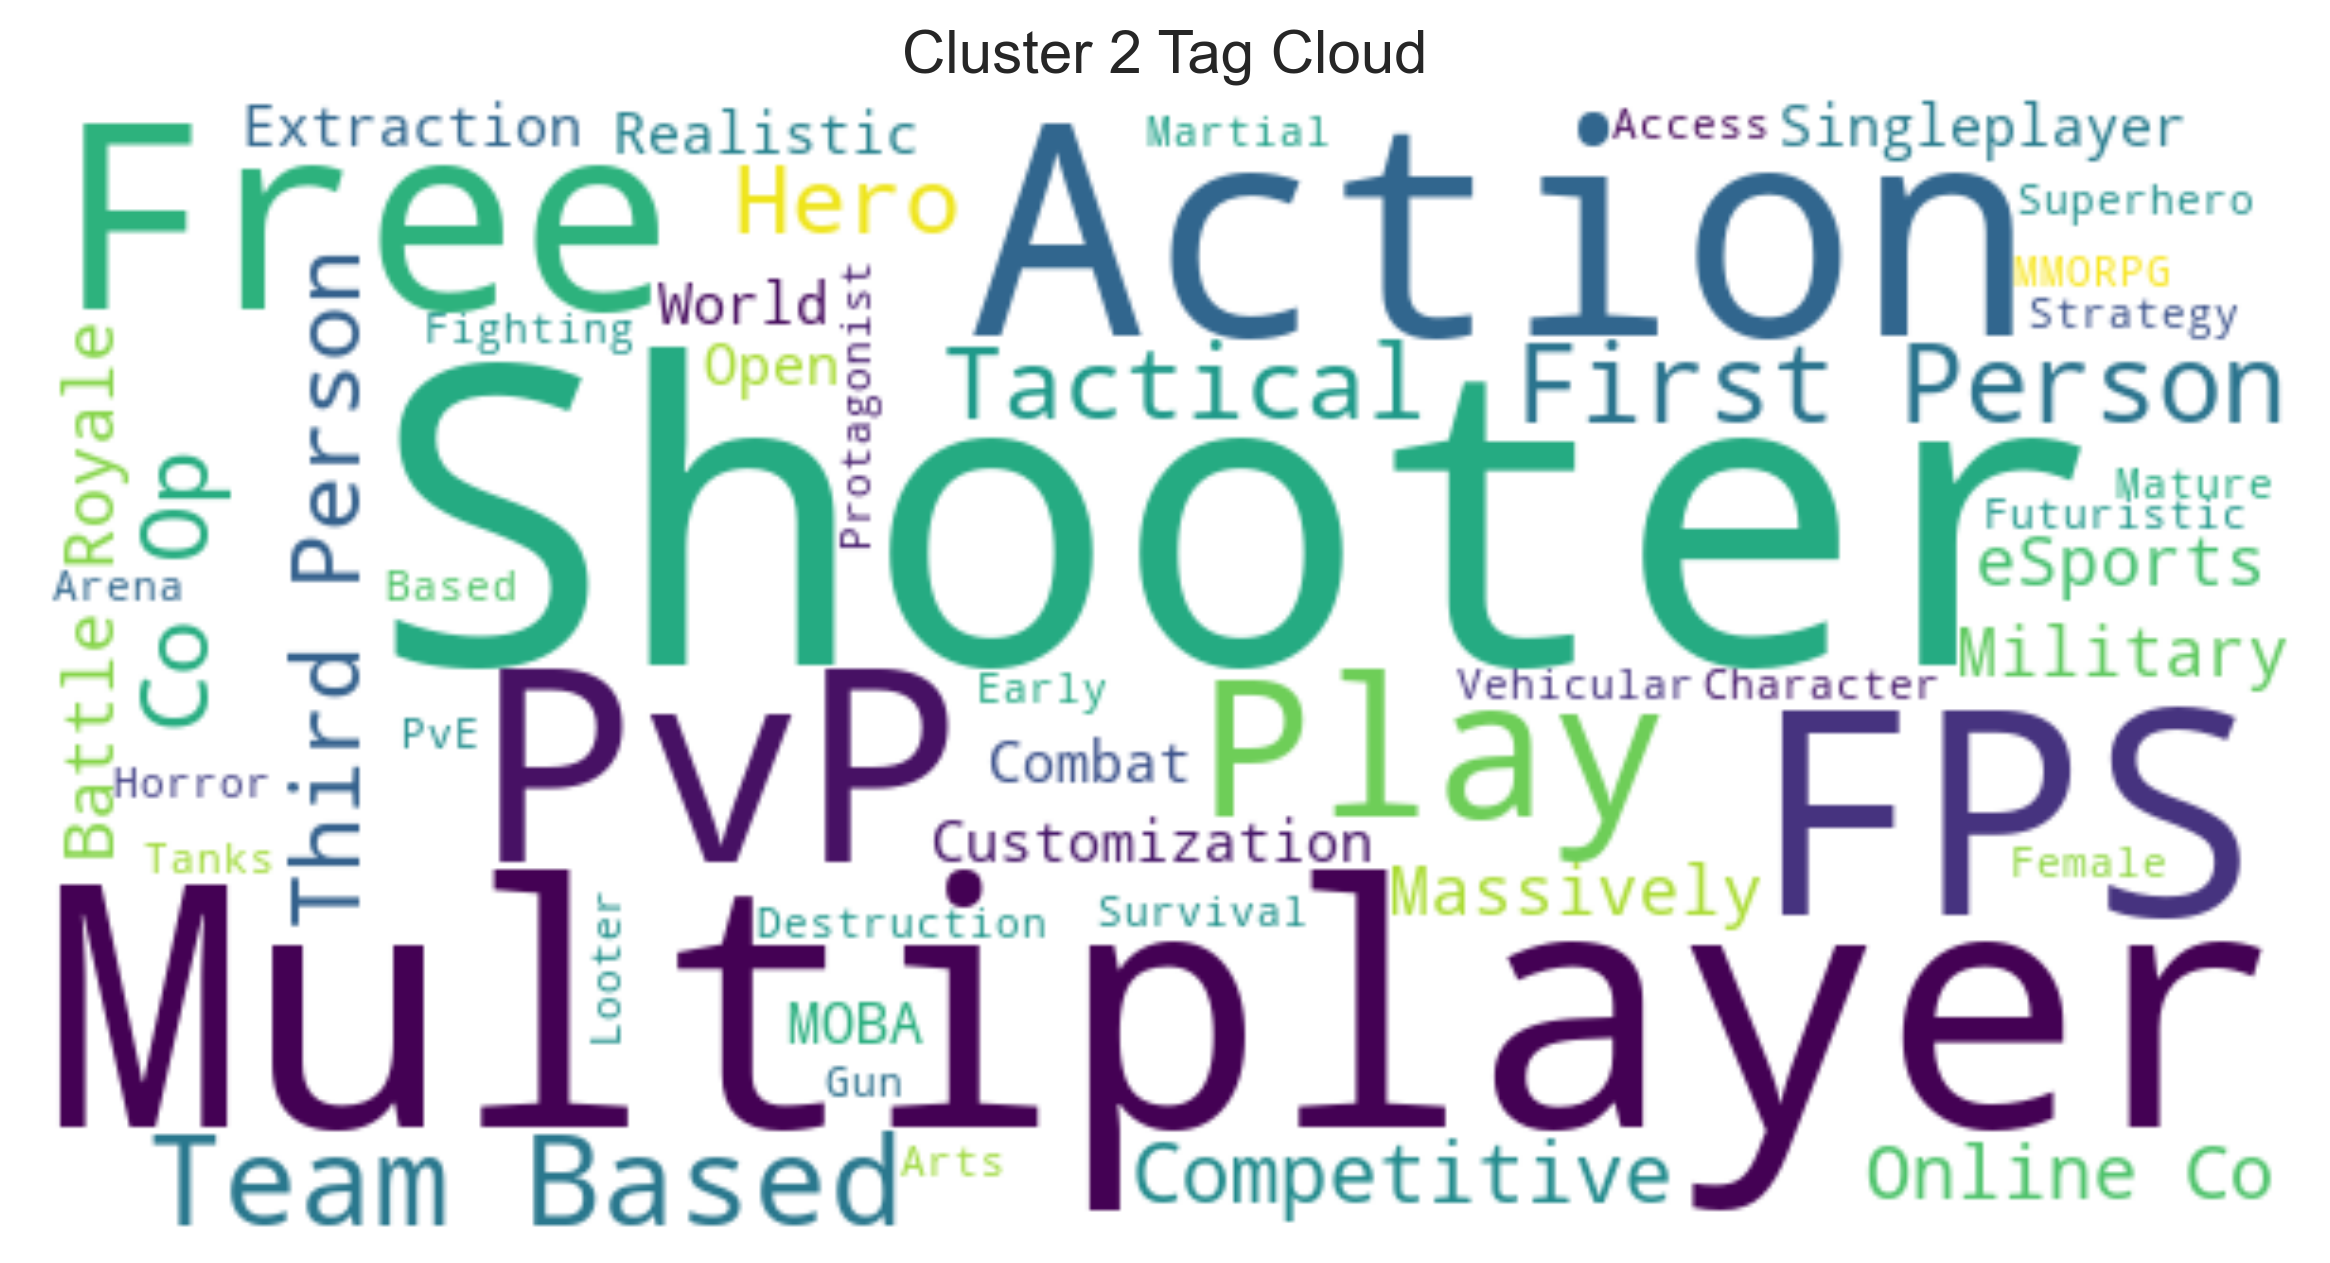 Cluster 2 Tag Cloud
Extraction
Realistic
Martial
Access
Singleplayer
Free
Hero
Action
Superhero
MMORPG
World
Strategy
Fighting
Open
Protagonist
Tactical
First Person
Third Person
Battle Royale
Co Op
Shooter
Mature
Futuristic
eSports
Arena
Based
Military
PvP
Early
Play
Vehicular
Character
FPS
PvE
Combat
Horror
Customization
Tanks
Massively
Female
Multiplayer
Looter
Destruction
Survival
MOBA
Gun
Team Based
Arts
Competitive
Online Co